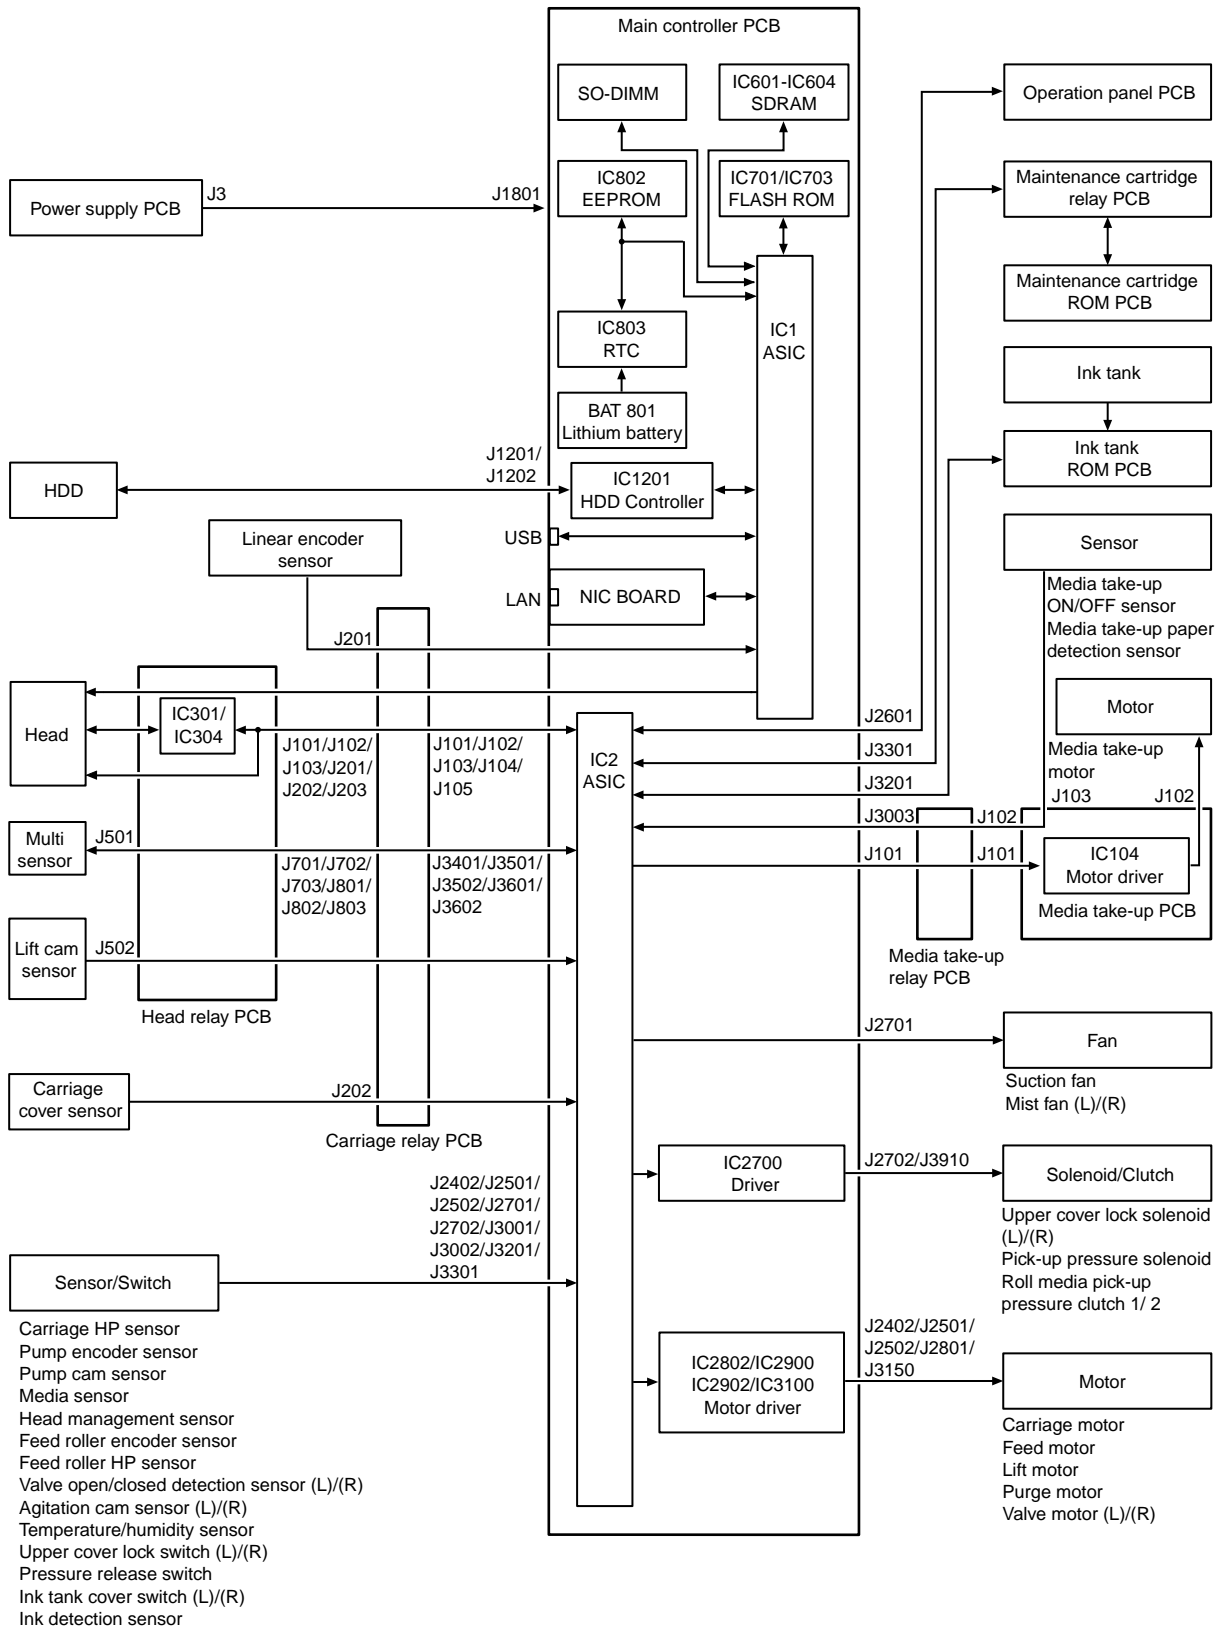 Main controller PCB
SO-DIMM
IC601-IC604
SDRAM
Operation panel PCB
IC802
EEPROM
IC701/IC703
FLASH ROM
Maintenance cartridge
relay PCB
Power supply PCB
J3
J1801
Maintenance cartridge
ROM PCB
IC803
RTC
IC1
ASIC
Ink tank
BAT 801
Lithium battery
Ink tank
ROM PCB
HDD
J1201/
J1202
IC1201
HDD Controller
Linear encoder
sensor
USB
Sensor
LAN
NIC BOARD
Media take-up
ON/OFF sensor
Media take-up paper
detection sensor
J201
Head
IC301/
IC304
J101/J102/
J103/J201/
J202/J203
J101/J102/
J103/J104/
J105
IC2
ASIC
J2601
J3301
J3201
J3003
J101
Motor
Media take-up
motor
J103
J102
J102
J101
IC104
Motor driver
Media take-up PCB
Media take-up
relay PCB
Multi
sensor
J501
J701/J702/
J703/J801/
J802/J803
J3401/J3501/
J3502/J3601/
J3602
Lift cam
sensor
J502
Head relay PCB
J2701
Fan
Suction fan
Mist fan (L)/(R)
Carriage
cover sensor
J202
Carriage relay PCB
IC2700
Driver
J2702/J3910
Solenoid/Clutch
Upper cover lock solenoid
(L)/(R)
Pick-up pressure solenoid
Roll media pick-up
pressure clutch 1/ 2
J2402/J2501/
J2502/J2701/
J2702/J3001/
J3002/J3201/
J3301
Sensor/Switch
Carriage HP sensor
Pump encoder sensor
Pump cam sensor
Media sensor
Head management sensor
Feed roller encoder sensor
Feed roller HP sensor
Valve open/closed detection sensor (L)/(R)
Agitation cam sensor (L)/(R)
Temperature/humidity sensor
Upper cover lock switch (L)/(R)
Pressure release switch
Ink tank cover switch (L)/(R)
Ink detection sensor
IC2802/IC2900
IC2902/IC3100
Motor driver
J2402/J2501/
J2502/J2801/
J3150
Motor
Carriage motor
Feed motor
Lift motor
Purge motor
Valve motor (L)/(R)